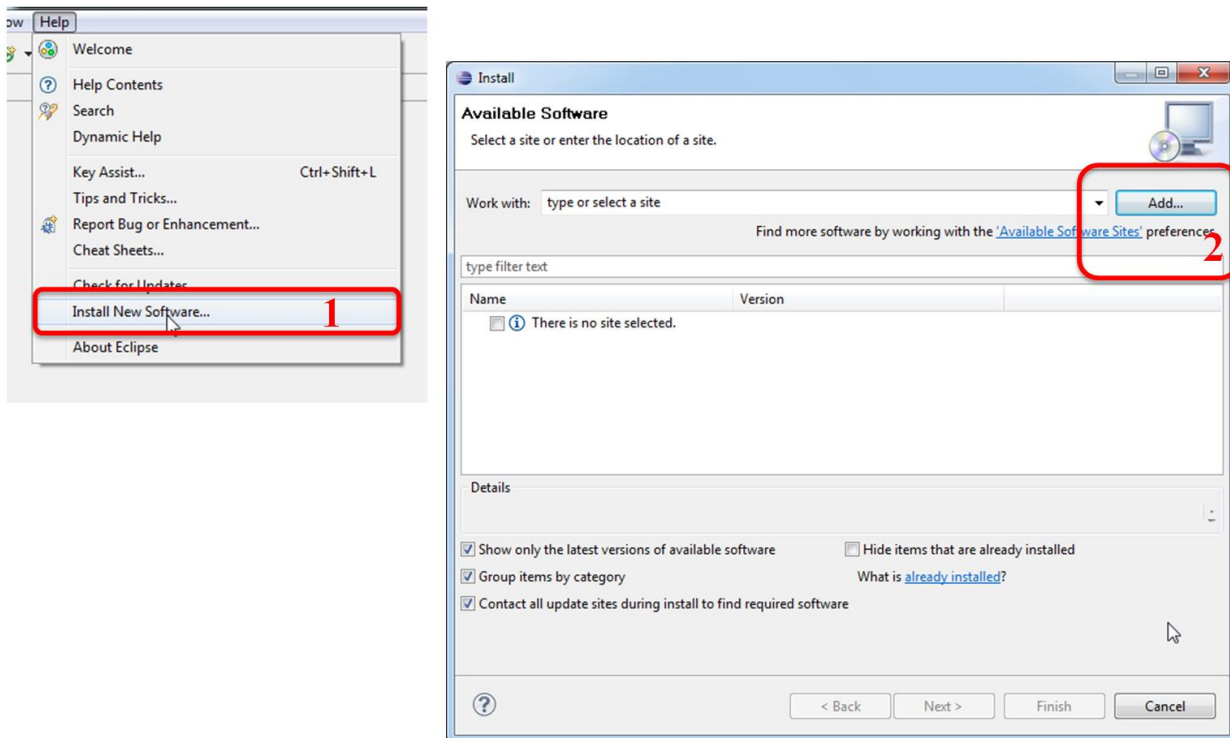 ow Help
Welcome
Help Contents
Search
Dynamic Help
Key Assist... Ctrl+Shift+L
Tips and Tricks...
Report Bug or Enhancement...
Cheat Sheets...
Check for Updates
Install New Software... 1
About Eclipse
Install
Available Software
Select a site or enter the location of a site.
Work with: type or select a site Add...
Find more software by working with the 'Available Software Sites' preferences
2
type filter text
Name Version
There is no site selected.
Details
Show only the latest versions of available software Hide items that are already installed
Group items by category What is already installed?
Contact all update sites during install to find required software
< Back Next > Finish Cancel